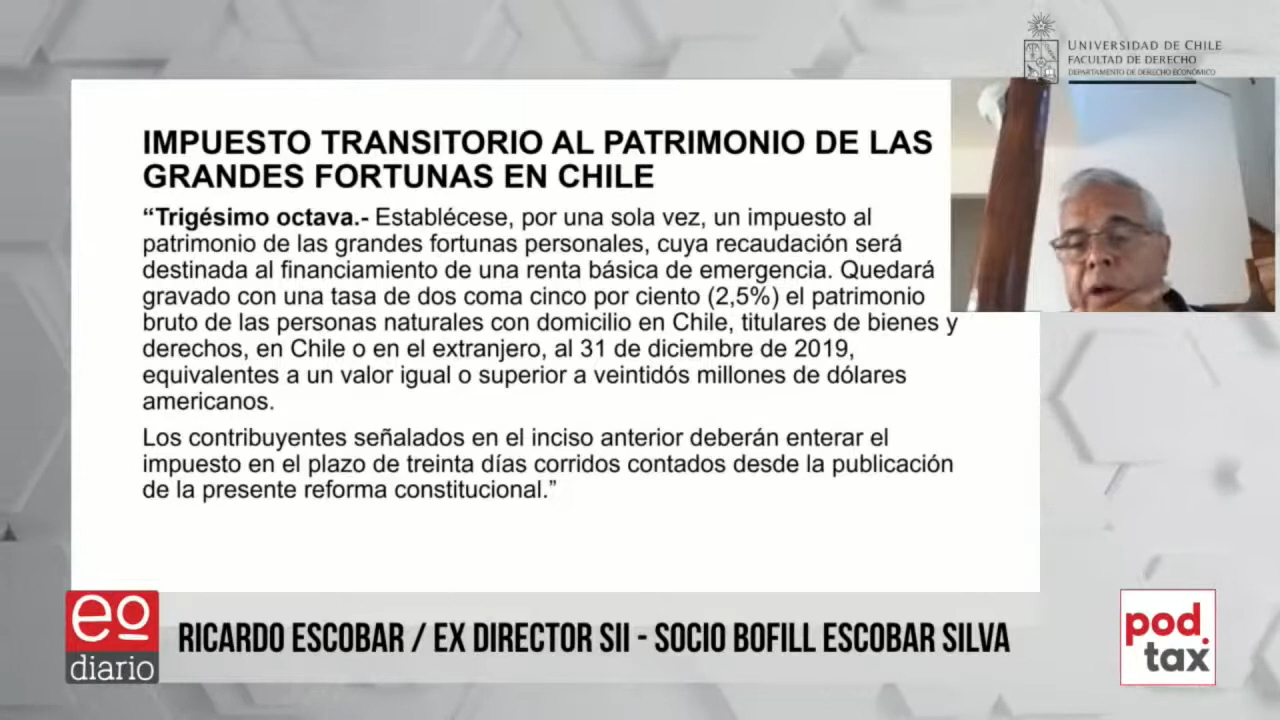 UNIVERSIDAD DE CHILE
FACULTAD DE DERECHO
DEPARTAMENTO DE DERECHO ECONÓMICO
IMPUESTO TRANSITORIO AL PATRIMONIO DE LAS
GRANDES FORTUNAS EN CHILE
“Trigésimo octava.- Establécese, por una sola vez, un impuesto al
patrimonio de las grandes fortunas personales, cuya recaudación será
destinada al financiamiento de una renta básica de emergencia. Quedará
gravado con una tasa de dos coma cinco por ciento (2,5%) el patrimonio
bruto de las personas naturales con domicilio en Chile, titulares de bienes y
derechos, en Chile o en el extranjero, al 31 de diciembre de 2019,
equivalentes a un valor igual o superior a veintidós millones de dólares
americanos.
Los contribuyentes señalados en el inciso anterior deberán enterar el
impuesto en el plazo de treinta días corridos contados desde la publicación
de la presente reforma constitucional.”
eo
diario
RICARDO ESCOBAR / EX DIRECTOR SII - SOCIO BOFILL ESCOBAR SILVA
pod.
tax